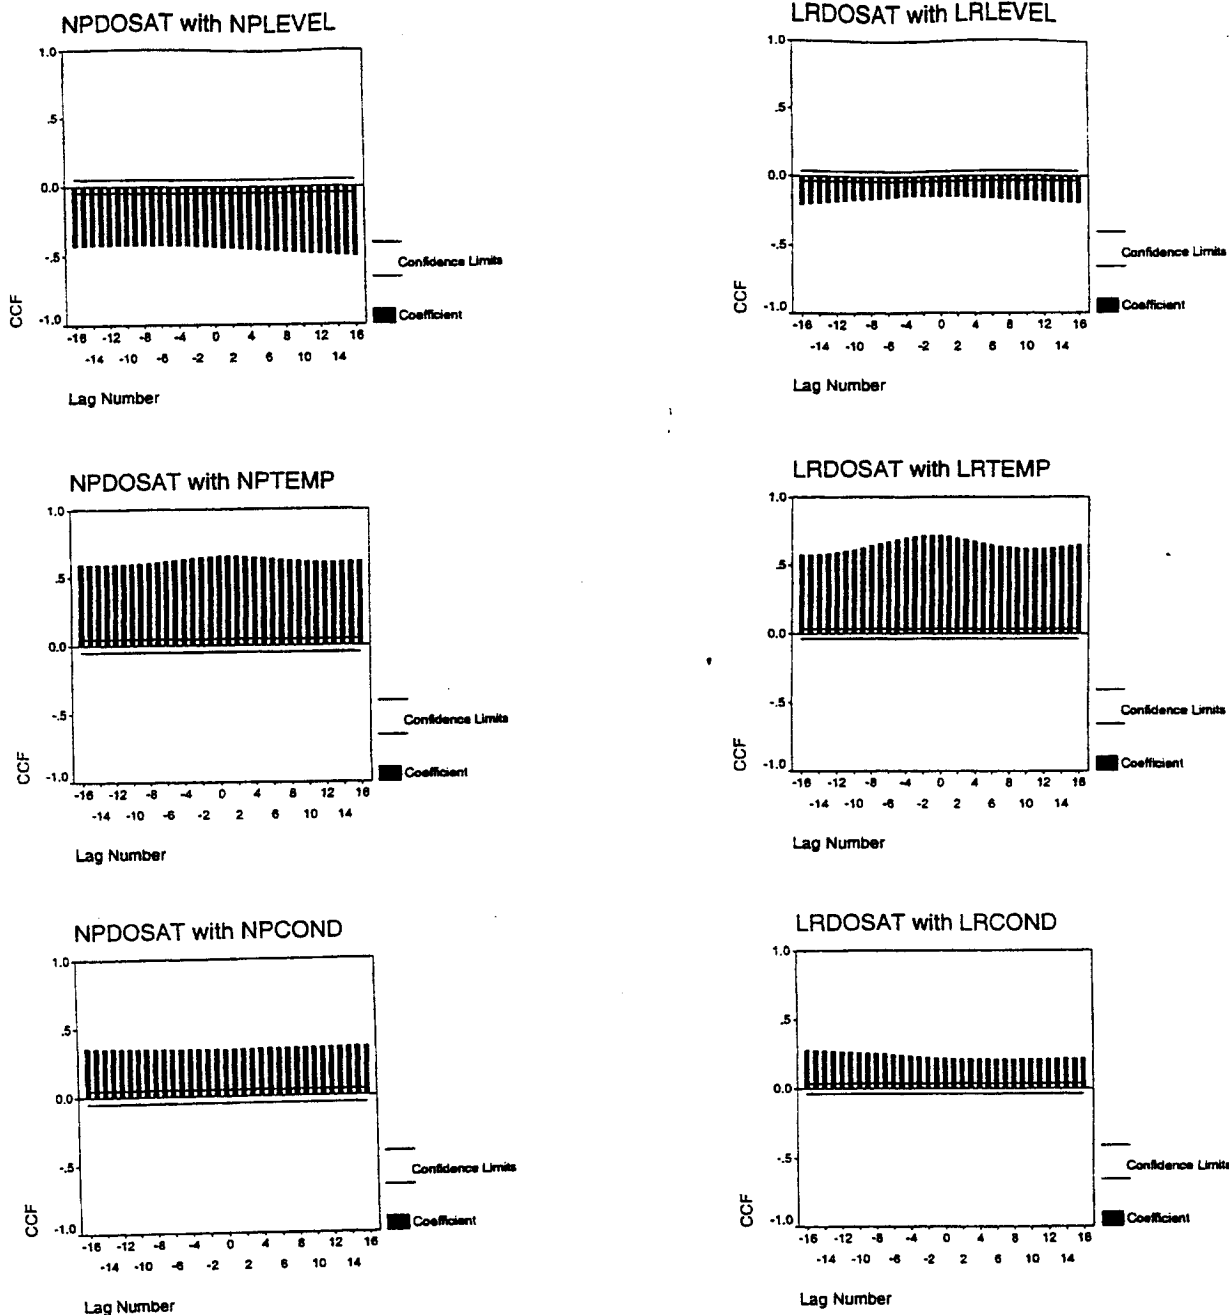 NPDOSAT with NPLEVEL
1.0
.5
0.0
-.5
-1.0
CCF
-16 -12 -8 -4 0 4 8 12 16
-14 -10 -6 -2 2 6 10 14
Lag Number
Confidence Limits
Coefficient
LRDOSAT with LRLEVEL
1.0
.5
0.0
-.5
-1.0
CCF
-16 -12 -8 -4 0 4 8 12 16
-14 -10 -6 -2 2 6 10 14
Lag Number
Confidence Limits
Coefficient
NPDOSAT with NPTEMP
1.0
.5
0.0
-.5
-1.0
CCF
-16 -12 -8 -4 0 4 8 12 16
-14 -10 -6 -2 2 6 10 14
Lag Number
Confidence Limits
Coefficient
LRDOSAT with LRTEMP
1.0
.5
0.0
-.5
-1.0
CCF
-16 -12 -8 -4 0 4 8 12 16
-14 -10 -6 -2 2 6 10 14
Lag Number
Confidence Limits
Coefficient
NPDOSAT with NPCOND
1.0
.5
0.0
-.5
-1.0
CCF
-16 -12 -8 -4 0 4 8 12 16
-14 -10 -6 -2 2 6 10 14
Lag Number
Confidence Limits
Coefficient
LRDOSAT with LRCOND
1.0
.5
0.0
-.5
-1.0
CCF
-16 -12 -8 -4 0 4 8 12 16
-14 -10 -6 -2 2 6 10 14
Lag Number
Confidence Limits
Coefficient